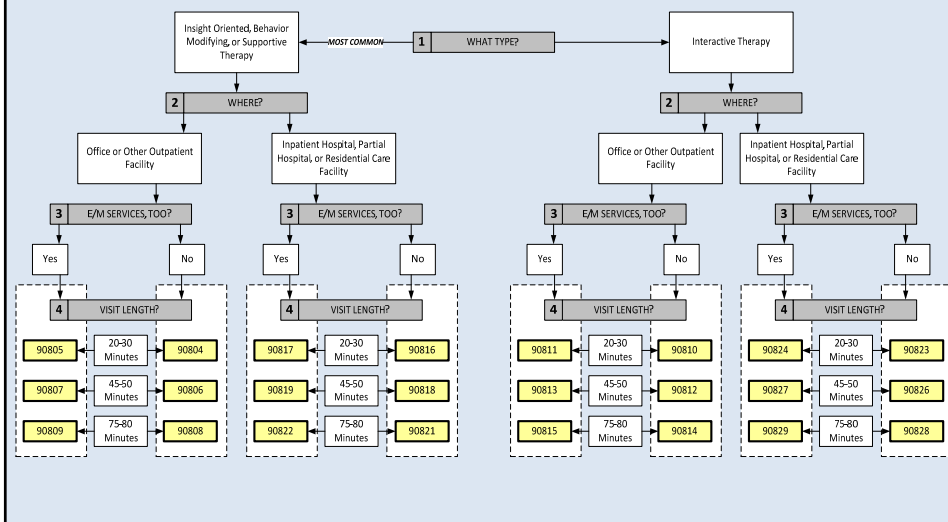 Insight Oriented, Behavior
Modifying, or Supportive
Therapy
MOST COMMON
1 WHAT TYPE?
Interactive Therapy
2 WHERE?
2 WHERE?
Office or Other Outpatient
Facility
Inpatient Hospital, Partial
Hospital, or Residential Care
Facility
Office or Other Outpatient
Facility
Inpatient Hospital, Partial
Hospital, or Residential Care
Facility
3 E/M SERVICES, TOO?
3 E/M SERVICES, TOO?
3 E/M SERVICES, TOO?
3 E/M SERVICES, TOO?
Yes
No
Yes
No
Yes
No
Yes
No
4 VISIT LENGTH?
4 VISIT LENGTH?
4 VISIT LENGTH?
4 VISIT LENGTH?
90805
20-30
Minutes
90804
90817
20-30
Minutes
90816
90811
20-30
Minutes
90810
90824
20-30
Minutes
90823
90807
45-50
Minutes
90806
90819
45-50
Minutes
90818
90813
45-50
Minutes
90812
90827
45-50
Minutes
90826
90809
75-80
Minutes
90808
90822
75-80
Minutes
90821
90815
75-80
Minutes
90814
90829
75-80
Minutes
90828